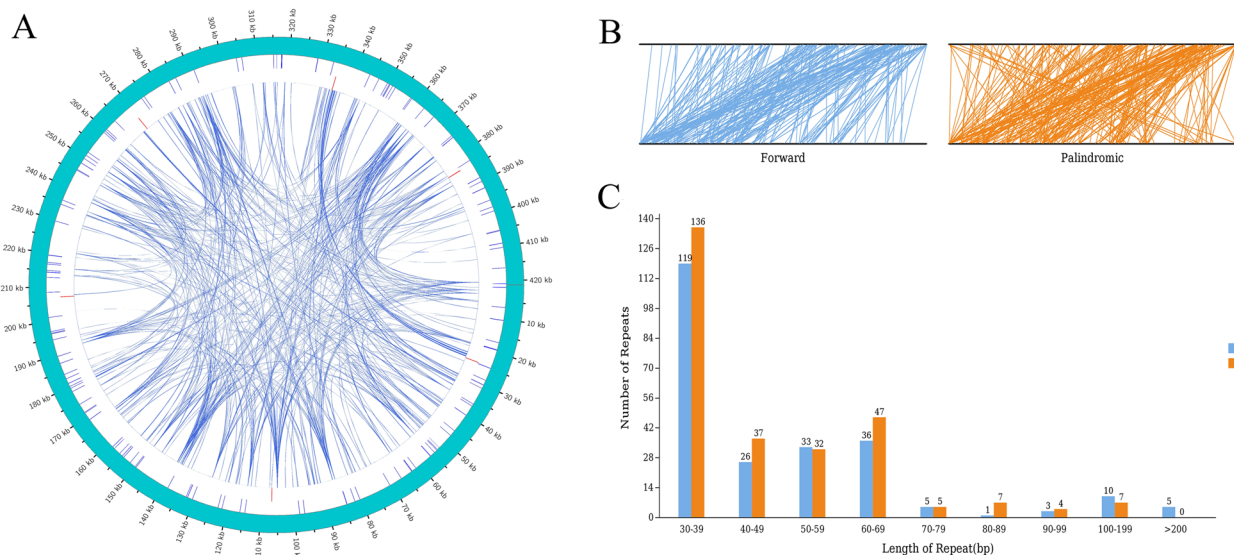 A
310 kb
320 kb
330 kb
340 kb
350 kb
360 kb
370 kb
380 kb
390 kb
400 kb
410 kb
420 kb
10 kb
20 kb
30 kb
40 kb
50 kb
60 kb
70 kb
80 kb
90 kb
100 kb
110 kb
120 kb
130 kb
140 kb
150 kb
160 kb
170 kb
180 kb
190 kb
200 kb
210 kb
220 kb
230 kb
240 kb
250 kb
260 kb
270 kb
280 kb
290 kb
300 kb
B
Forward
Palindromic
C
Number of Repeats
140
126
112
98
84
70
56
42
28
14
0
119
136
26
37
33
32
36
47
5
5
1
7
3
4
10
7
5
0
30-39
40-49
50-59
60-69
70-79
80-89
90-99
100-199
>200
Length of Repeat(bp)